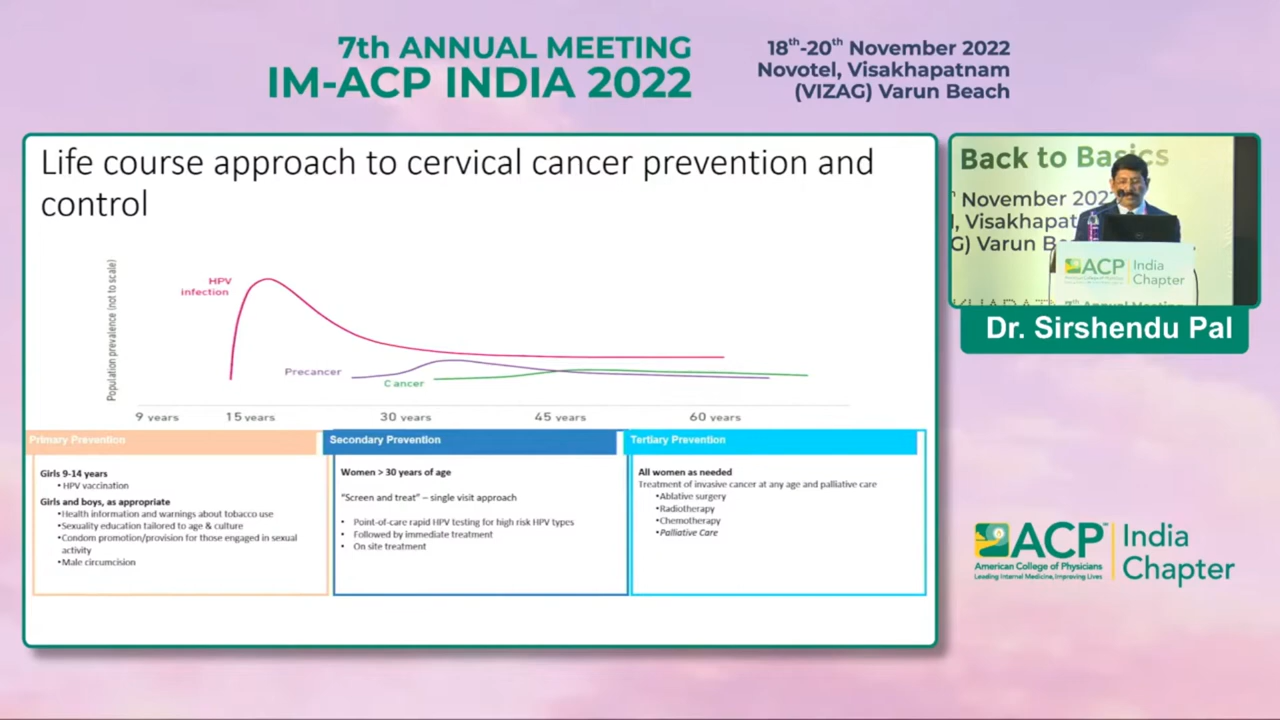 7th ANNUAL MEETING
IM-ACP INDIA 2022
18th-20th November 2022
Novotel, Visakhapatnam
(VIZAG) Varun Beach
Life course approach to cervical cancer prevention and
control
Population prevalence (not to scale)
HPV
infection
Precancer
Cancer
9 years
15 years
30 years
45 years
60 years
Primary Prevention
Girls 9-14 years
•HPV vaccination
Girls and boys, as appropriate
•Health information and warnings about tobacco use
•Sexuality education tailored to age & culture
•Condom promotion/provision for those engaged in sexual
activity
•Male circumcision
Secondary Prevention
Women > 30 years of age
“Screen and treat” – single visit approach
• Point-of-care rapid HPV testing for high risk HPV types
• Followed by immediate treatment
• On site treatment
Tertiary Prevention
All women as needed
Treatment of invasive cancer at any age and palliative care
•Ablative surgery
•Radiotherapy
•Chemotherapy
•Palliative Care
Back to Basics
November 202
, Visakhapat
G) Varun B
ACP India
Chapter
7th Annual Meeting
Dr. Sirshendu Pal
ACP™ India
American College of Physicians Chapter
Leading Internal Medicine, Improving Lives